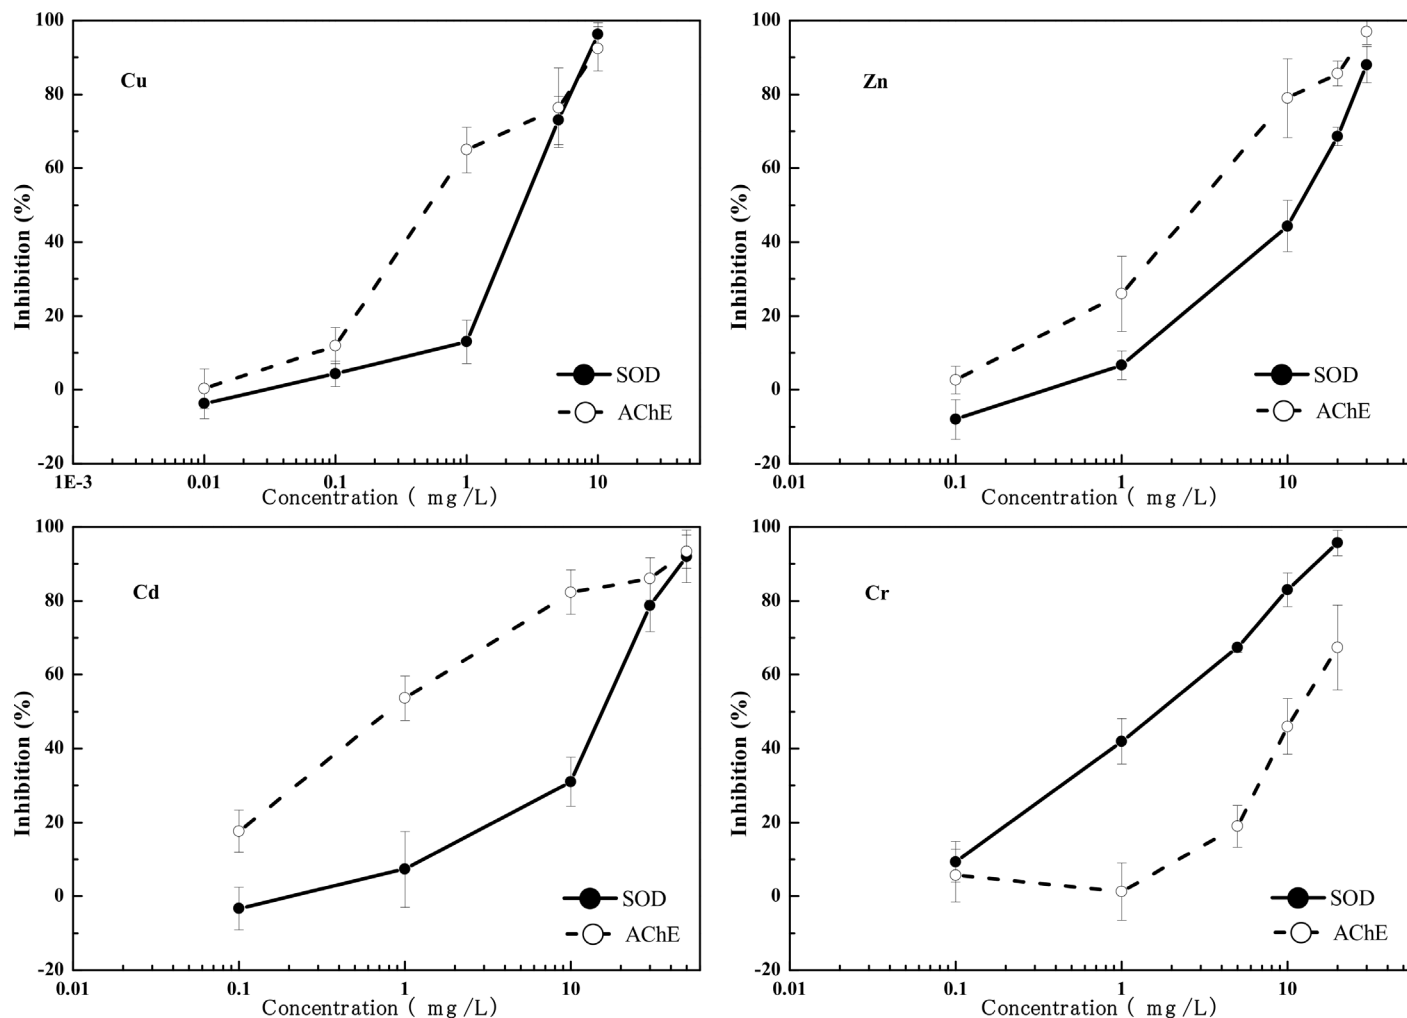 Cu
Inhibition (%)
100
80
60
40
20
0
-20
SOD
AChE
1E-3 0.01 0.1 1 10
Concentration ( mg/L)
Zn
Inhibition (%)
100
80
60
40
20
0
-20
SOD
AChE
0.01 0.1 1 10
Concentration ( mg/L)
Cd
Inhibition (%)
100
80
60
40
20
0
-20
SOD
AChE
0.01 0.1 1 10
Concentration ( mg/L)
Cr
Inhibition (%)
100
80
60
40
20
0
-20
SOD
AChE
0.01 0.1 1 10
Concentration ( mg/L)